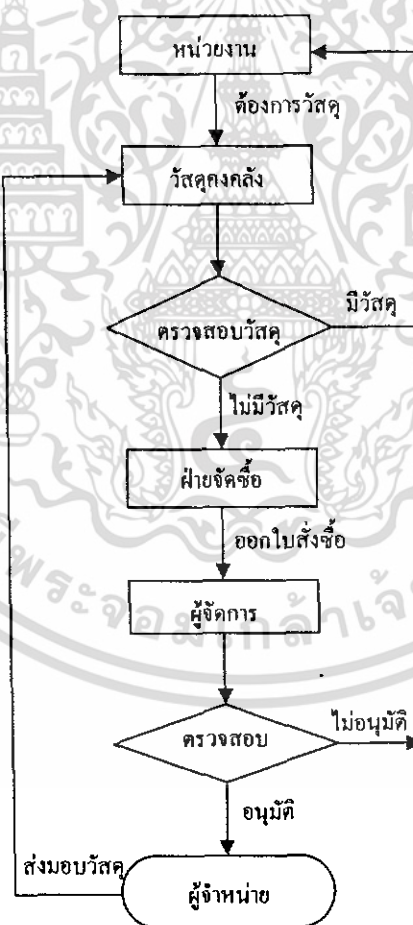 หน่วยงาน
ต้องการวัสดุ
วัสดุคงคลัง
ตรวจสอบวัสดุ
มีวัสดุ
ไม่มีวัสดุ
ฝ่ายจัดซื้อ
ออกใบสั่งซื้อ
ผู้จัดการ
ตรวจสอบ
ไม่อนุมัติ
อนุมัติ
ส่งมอบวัสดุ
ผู้จำหน่าย